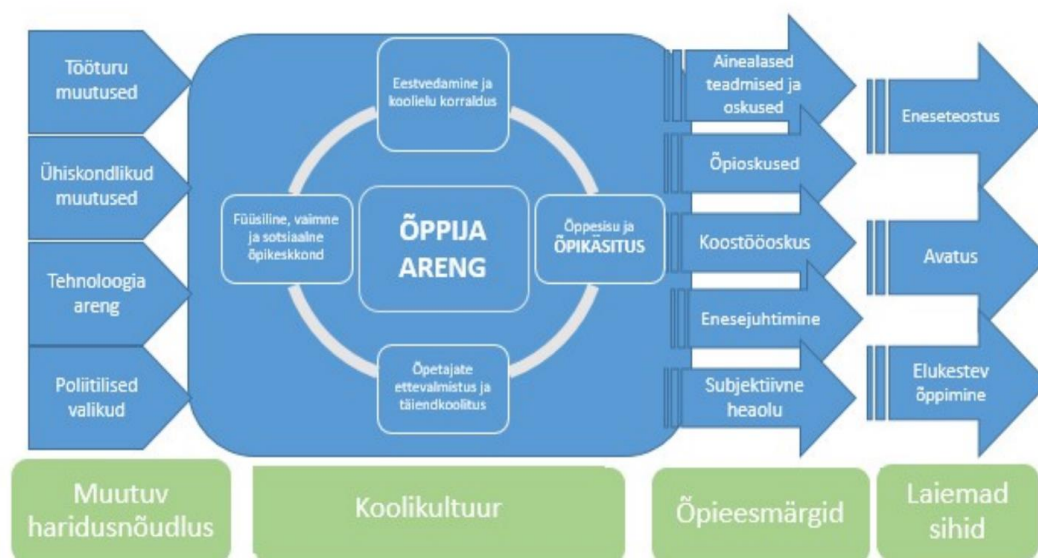 Tööturu
muutused
Ühiskondlikud
muutused
Tehnoloogia
areng
Poliitilised
valikud
Eestvedamine ja
koolielu korraldus
Füüsiline, vaimne
ja sotsiaalne
õpikeskkond
ÕPPIJA
ARENG
Õppesisu ja
ÕPIKÄSITUS
Õpetajate
ettevalmistus ja
täiendkoolitus
Ainealased
teadmised ja
oskused
Õpioskused
Koostööoskus
Enesejuhtimine
Subjektiivne
heaolu
Eneseteostus
Avatus
Elukestev
õppimine
Muutuv
haridusnõudlus
Koolikultuur
Õpieesmärgid
Laiemad
sihid